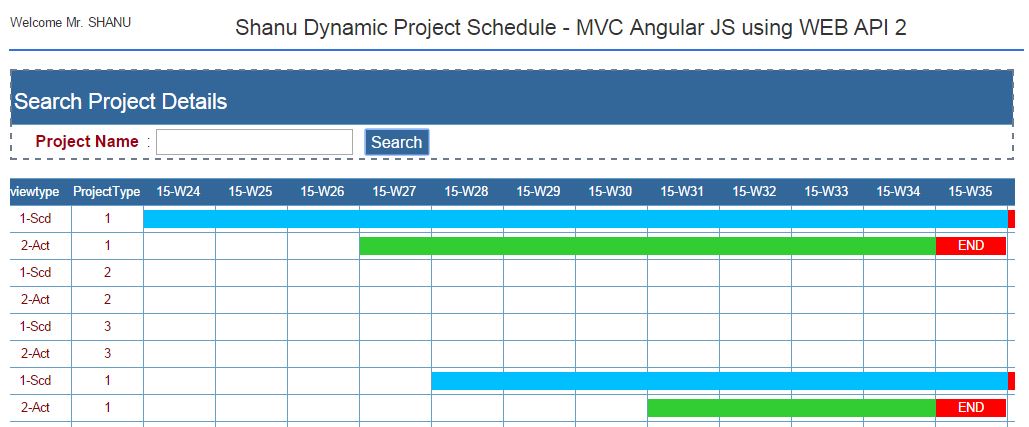 Welcome Mr. SHANU
Shanu Dynamic Project Schedule - MVC Angular JS using WEB API 2
Search Project Details
Project Name : Search
viewtype ProjectType 15-W24 15-W25 15-W26 15-W27 15-W28 15-W29 15-W30 15-W31 15-W32 15-W33 15-W34 15-W35
1-Scd 1
2-Act 1 END
1-Scd 2
2-Act 2
1-Scd 3
2-Act 3
1-Scd 1
2-Act 1 END